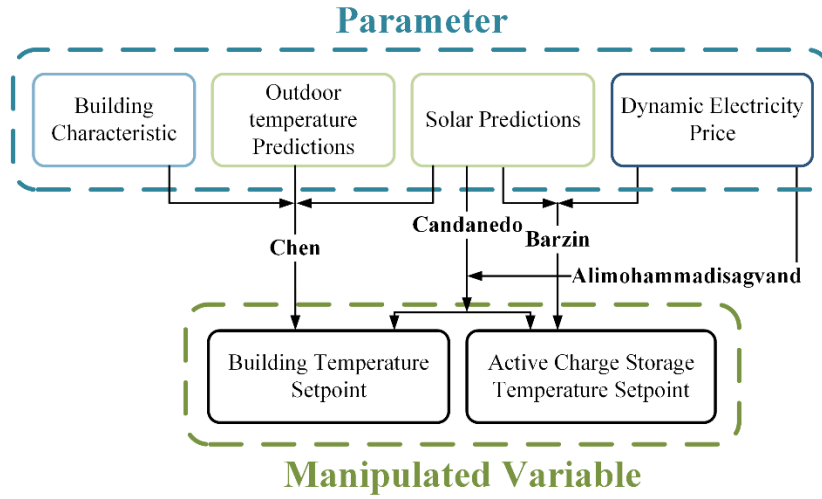 Parameter
Building
Characteristic
Outdoor
temperature
Predictions
Solar Predictions
Dynamic Electricity
Price
Chen
Candanedo
Barzin
Alimohammadisagvand
Building Temperature
Setpoint
Active Charge Storage
Temperature Setpoint
Manipulated Variable